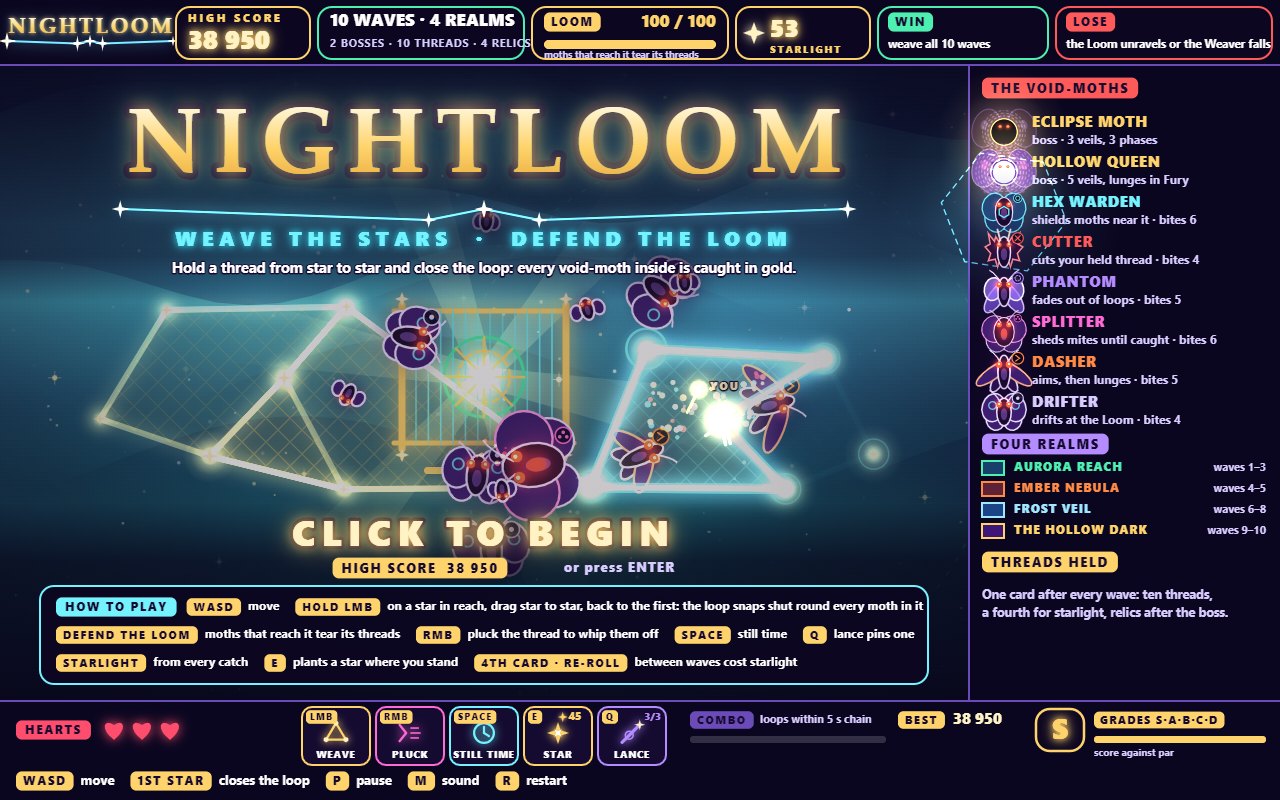 NIGHTLOOM
HIGH SCORE
38 950
10 WAVES · 4 REALMS
2 BOSSES · 10 THREADS · 4 RELICS
LOOM 100 / 100
moths that reach it tear its threads
53
STARLIGHT
WIN
weave all 10 waves
LOSE
the Loom unravels or the Weaver falls
NIGHTLOOM
WEAVE THE STARS · DEFEND THE LOOM
Hold a thread from star to star and close the loop: every void-moth inside is caught in gold.
YOU
CLICK TO BEGIN
HIGH SCORE 38 950 or press ENTER
HOW TO PLAY WASD move HOLD LMB on a star in reach, drag star to star, back to the first: the loop snaps shut round every moth in it
DEFEND THE LOOM moths that reach it tear its threads RMB pluck the thread to whip them off SPACE still time Q lance pins one
STARLIGHT from every catch E plants a star where you stand 4TH CARD · RE-ROLL between waves cost starlight
THE VOID-MOTHS
ECLIPSE MOTH
boss · 3 veils, 3 phases
HOLLOW QUEEN
boss · 5 veils, lunges in Fury
HEX WARDEN
shields moths near it · bites 6
CUTTER
cuts your held thread · bites 4
PHANTOM
fades out of loops · bites 5
SPLITTER
sheds mites until caught · bites 6
DASHER
aims, then lunges · bites 5
DRIFTER
drifts at the Loom · bites 4
FOUR REALMS
AURORA REACH waves 1–3
EMBER NEBULA waves 4–5
FROST VEIL waves 6–8
THE HOLLOW DARK waves 9–10
THREADS HELD
One card after every wave: ten threads,
a fourth for starlight, relics after the boss.
HEARTS
LMB
WEAVE
RMB
PLUCK
SPACE
STILL TIME
E 45
STAR
Q 3/3
LANCE
COMBO loops within 5 s chain
BEST 38 950
S
GRADES S·A·B·C·D
score against par
WASD move 1ST STAR closes the loop P pause M sound R restart